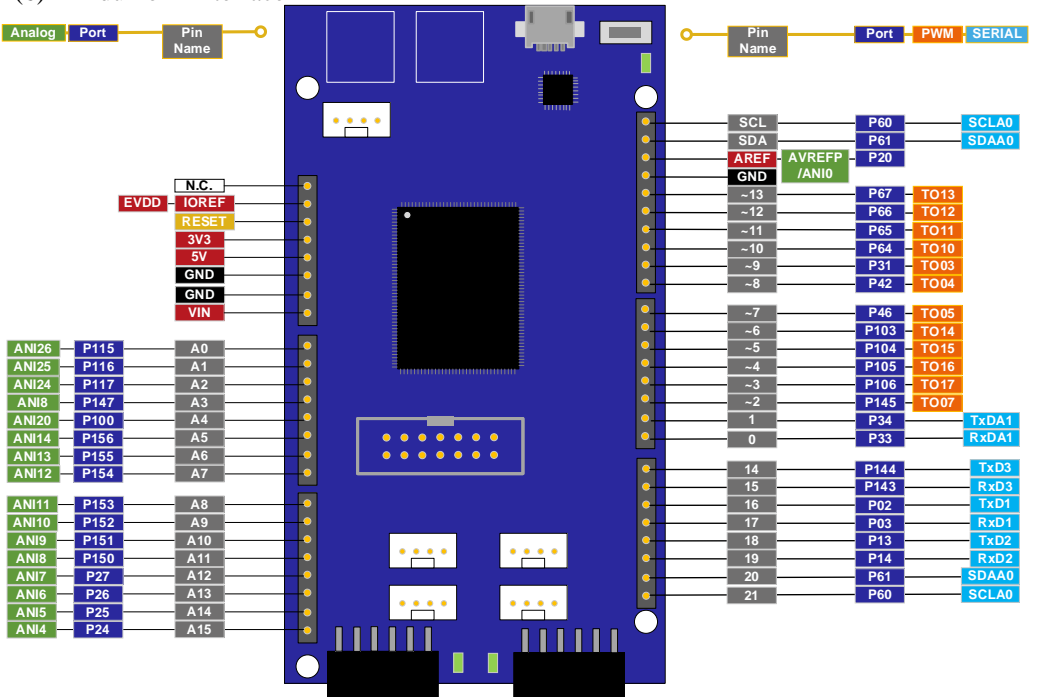 Analog Port Pin Name
Pin Name Port PWM SERIAL
N.C.
EVDD IOREF
RESET
3V3
5V
GND
GND
VIN
ANI26 P115 A0
ANI25 P116 A1
ANI24 P117 A2
ANI8 P147 A3
ANI20 P100 A4
ANI14 P156 A5
ANI13 P155 A6
ANI12 P154 A7
ANI11 P153 A8
ANI10 P152 A9
ANI9 P151 A10
ANI8 P150 A11
ANI7 P27 A12
ANI6 P26 A13
ANI5 P25 A14
ANI4 P24 A15
SCL P60 SCLA0
SDA P61 SDAA0
AREF AVREFP /ANI0 P20
GND
~13 P67 TO13
~12 P66 TO12
~11 P65 TO11
~10 P64 TO10
~9 P31 TO03
~8 P42 TO04
~7 P46 TO05
~6 P103 TO14
~5 P104 TO15
~4 P105 TO16
~3 P106 TO17
~2 P145 TO07
1 P34 TxDA1
0 P33 RxDA1
14 P144 TxD3
15 P143 RxD3
16 P02 TxD1
17 P03 RxD1
18 P13 TxD2
19 P14 RxD2
20 P61 SDAA0
21 P60 SCLA0